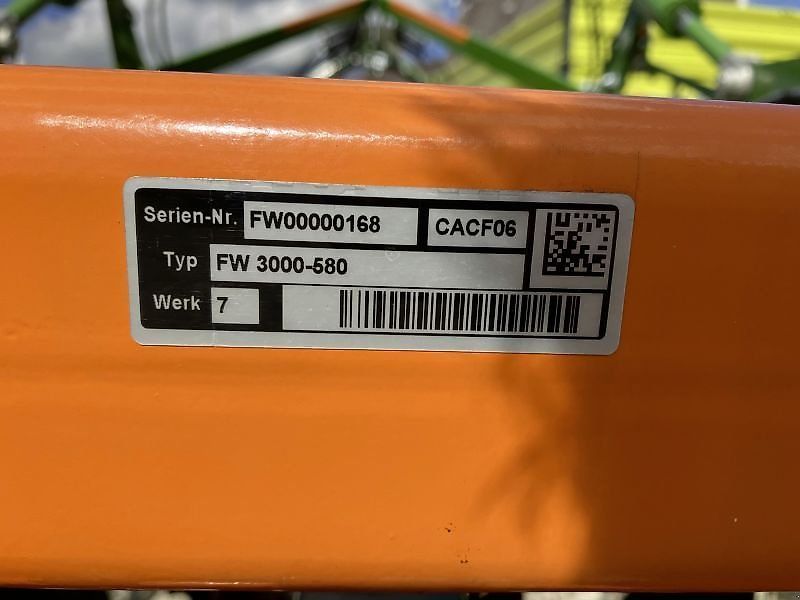 Serien-Nr. FW00000168 CACF06
Typ FW 3000-580
Werk 7